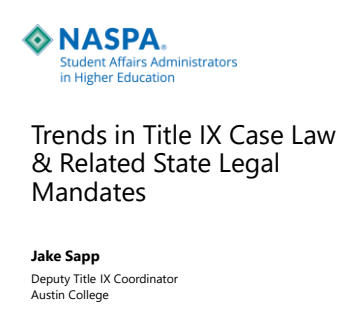 NASPA®
Student Affairs Administrators
in Higher Education
Trends in Title IX Case Law
& Related State Legal
Mandates
Jake Sapp
Deputy Title IX Coordinator
Austin College